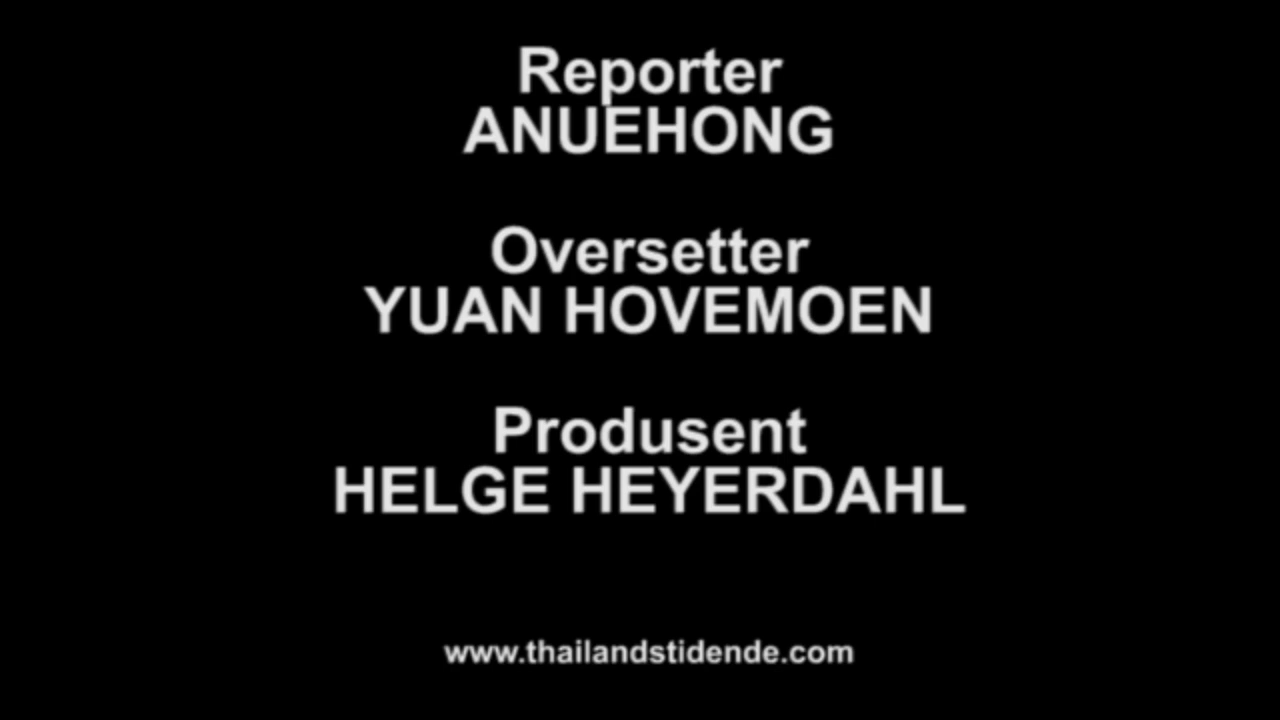 Reporter
ANUEHONG
Oversetter
YUAN HOVEMOEN
Produsent
HELGE HEYERDAHL
www.thailandstidende.com